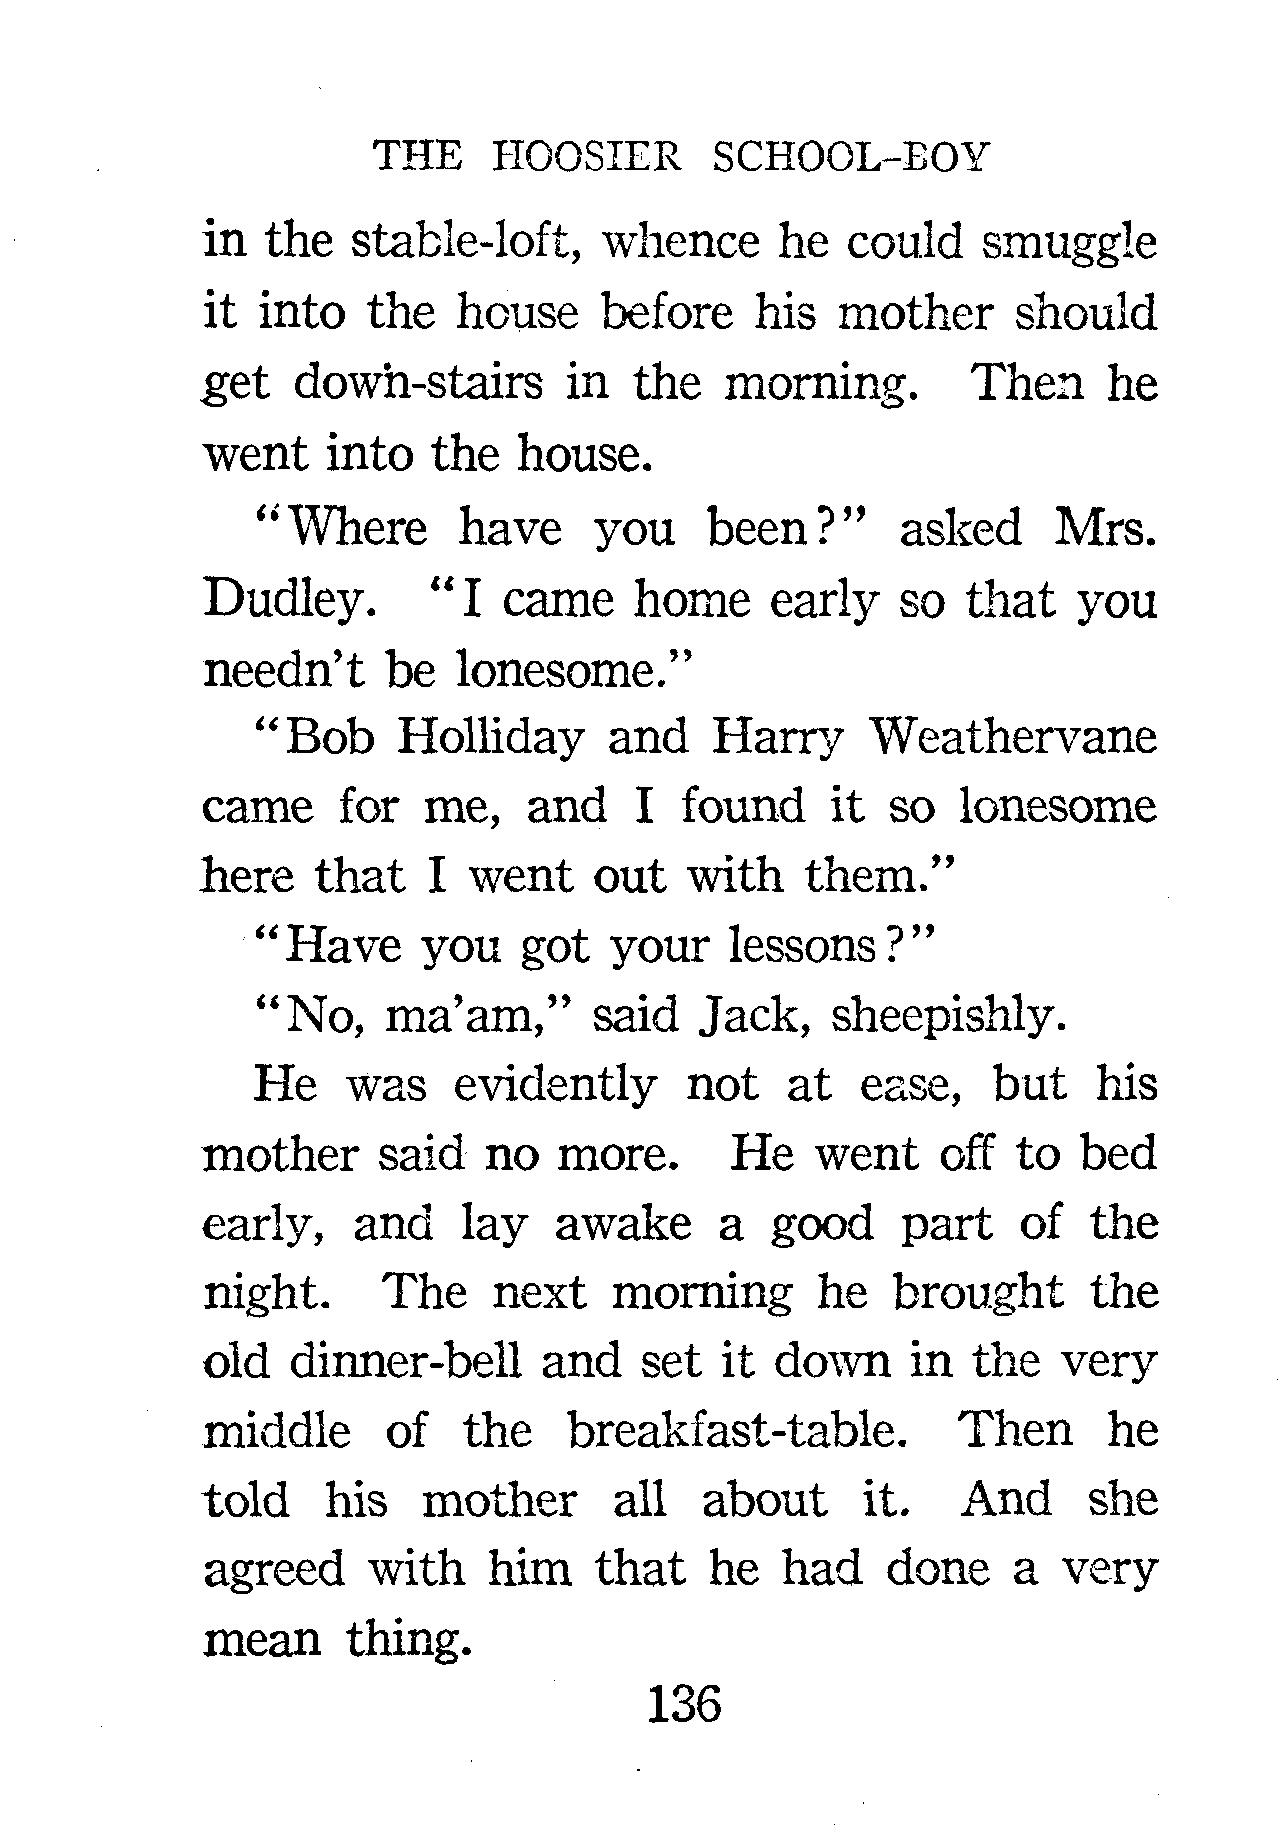 THE HOOSIER SCHOOL-BOY
in the stable-loft, whence he could smuggle
it into the house before his mother should
get down-stairs in the morning. Then he
went into the house.
"Where have you been?" asked Mrs.
Dudley. "I came home early so that you
needn't be lonesome."
"Bob Holliday and Harry Weathervane
came for me, and I found it so lonesome
here that I went out with them."
"Have you got your lessons?"
"No, ma'am," said Jack, sheepishly.
He was evidently not at ease, but his
mother said no more. He went off to bed
early, and lay awake a good part of the
night. The next morning he brought the
old dinner-bell and set it down in the very
middle of the breakfast-table. Then he
told his mother all about it. And she
agreed with him that he had done a very
mean thing.
136